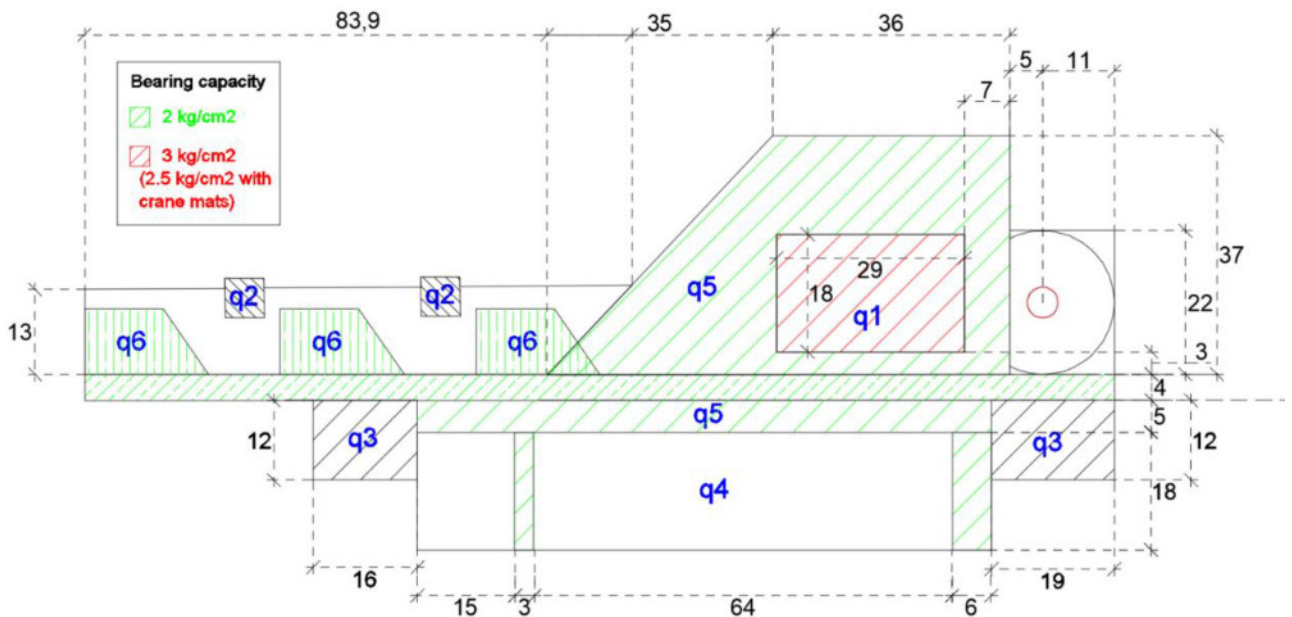 83,9
35
36
5
11
7
Bearing capacity
2 kg/cm2
3 kg/cm2
(2.5 kg/cm2 with
crane mats)
37
q2
q2
q5
29
18
q1
22
13
q6
q6
q6
3
4
q5
5
12
q3
q3
12
q4
18
16
15
3
64
6
19